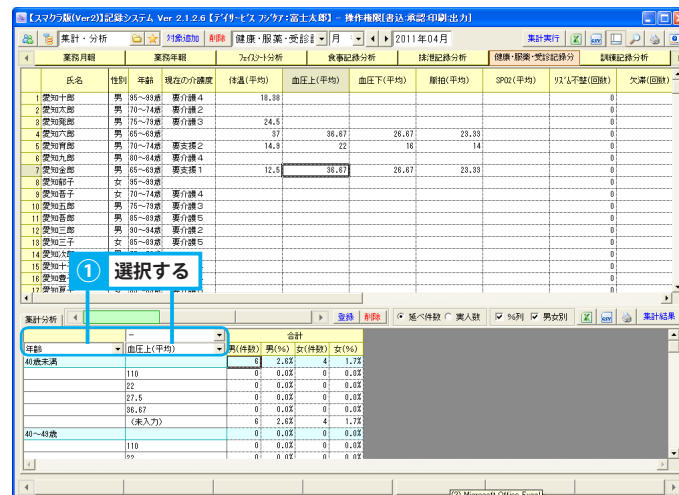 【スマクラ版(Ver2)】記録システム Ver 2.1.2.6【デイサービス フジケア:富士太郎】 - 操作権限[書込:承認:印刷:出力]
集計・分析 対象追加 削除 健康・服薬・受診 月 2011年04月 集計実行
業務月報 業務年報 フェイスシート分析 食事記録分析 排泄記録分析 健康・服薬・受診記録分 訓練記録分析
氏名 性別 年齢 現在の介護度 体温(平均) 血圧上(平均) 血圧下(平均) 脈拍(平均) SPO2(平均) リズム不整(回数) 欠滞(回数)
1 愛知十郎 男 95~99歳 要介護4 18.38 0
2 愛知太郎 男 70~74歳 要介護2 0
3 愛知発郎 男 75~79歳 要介護3 24.5 0
4 愛知六郎 男 65~69歳 37 36.67 26.67 23.33 0
5 愛知育郎 男 70~74歳 要支援2 14.9 22 16 14 0
6 愛知九郎 男 80~84歳 要介護4 0
7 愛知金郎 男 65~69歳 要支援1 12.5 36.67 26.67 23.33 0
8 愛知郁子 女 95~99歳 0
9 愛知吾子 女 70~74歳 要介護4 0
10 愛知五郎 男 75~79歳 要介護3 0
11 愛知吾郎 男 85~89歳 要介護5 0
12 愛知三郎 男 90~94歳 要介護2 0
13 愛知三子 女 85~89歳 要介護5 0
14 愛知次郎 0
15 愛知十 0
16 愛知豊 0
17 愛知夏 0
① 選択する
集計分析 登録 削除 延べ件数 実人数 %列 男女別 集計結果
- 合計
年齢 血圧上(平均) 男(件数) 男(%) 女(件数) 女(%)
40歳未満 6 2.6% 4 1.7%
110 0 0.0% 0 0.0%
22 0 0.0% 0 0.0%
27.5 0 0.0% 0 0.0%
36.67 0 0.0% 0 0.0%
(未入力) 6 2.6% 4 1.7%
40~49歳 0 0.0% 0 0.0%
110 0 0.0% 0 0.0%
22 0 0.0% 0 0.0%
(2) Microsoft Office Excel